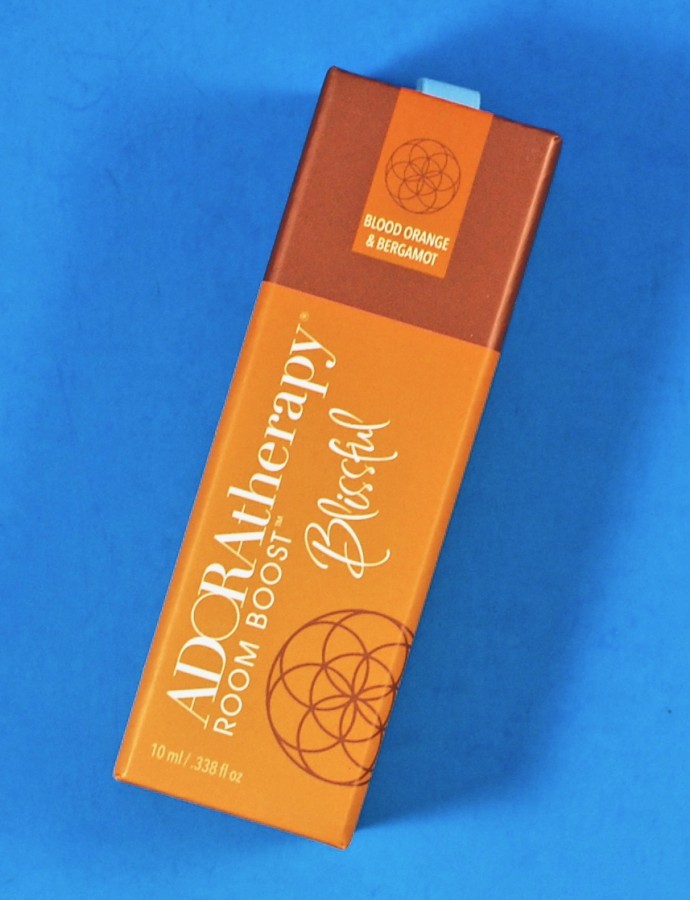 BLOOD ORANGE
& BERGAMOT
ADORAtherapy®
ROOM BOOST™
Blissful
10 ml / .338 fl oz